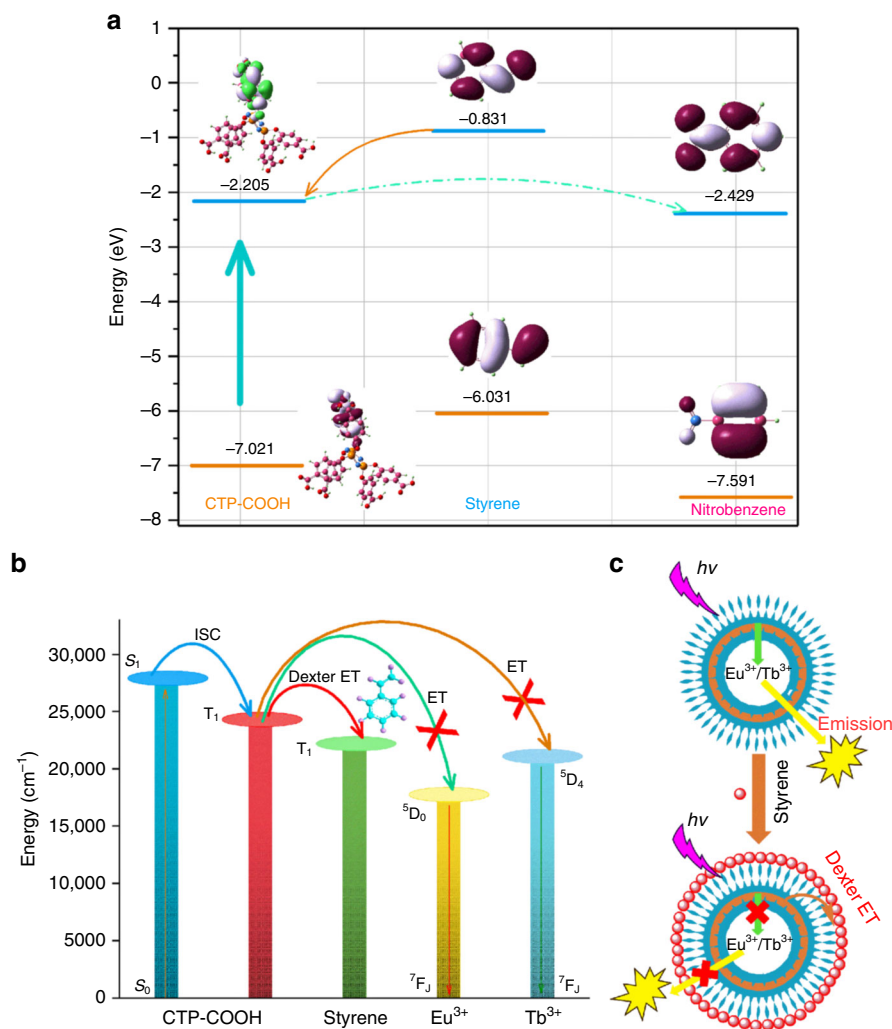 a
1
0
−1
−2
−3
−4
−5
−6
−7
−8
Energy (eV)
−0.831
−2.205
−2.429
−6.031
−7.021
−7.591
CTP-COOH
Styrene
Nitrobenzene
b
30,000
25,000
20,000
15,000
10,000
5000
0
Energy (cm⁻¹)
ISC
S₁
T₁
Dexter ET
T₁
ET
ET
⁵D₀
⁵D₄
S₀
⁷F_J
⁷F_J
CTP-COOH
Styrene
Eu³⁺
Tb³⁺
c
hv
Eu³⁺/Tb³⁺
Emission
Styrene
hv
Dexter ET
Eu³⁺/Tb³⁺